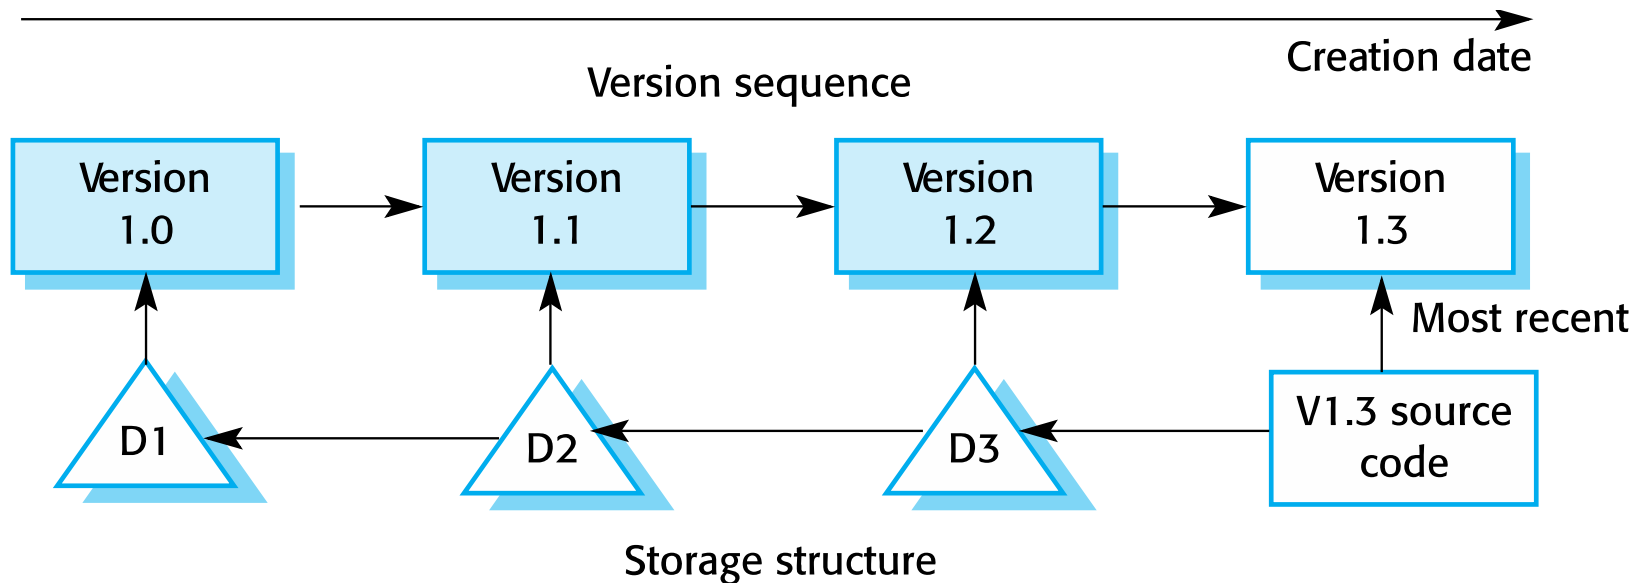 Creation date
Version sequence
Version
1.0
Version
1.1
Version
1.2
Version
1.3
Most recent
D1
D2
D3
V1.3 source
code
Storage structure